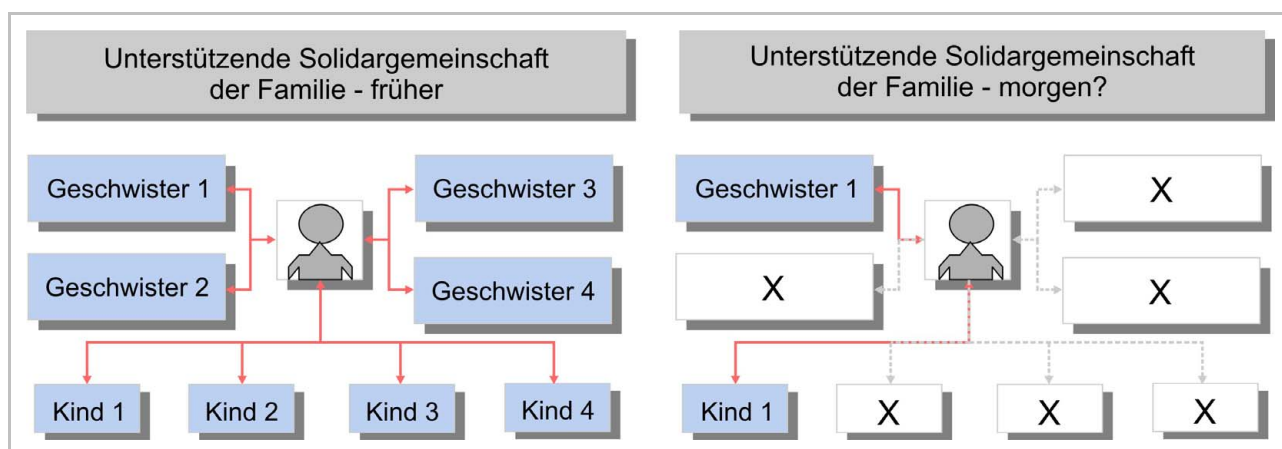 Unterstützende Solidargemeinschaft
der Familie - früher
Geschwister 1
Geschwister 3
Geschwister 2
Geschwister 4
Kind 1
Kind 2
Kind 3
Kind 4
Unterstützende Solidargemeinschaft
der Familie - morgen?
Geschwister 1
X
X
X
Kind 1
X
X
X